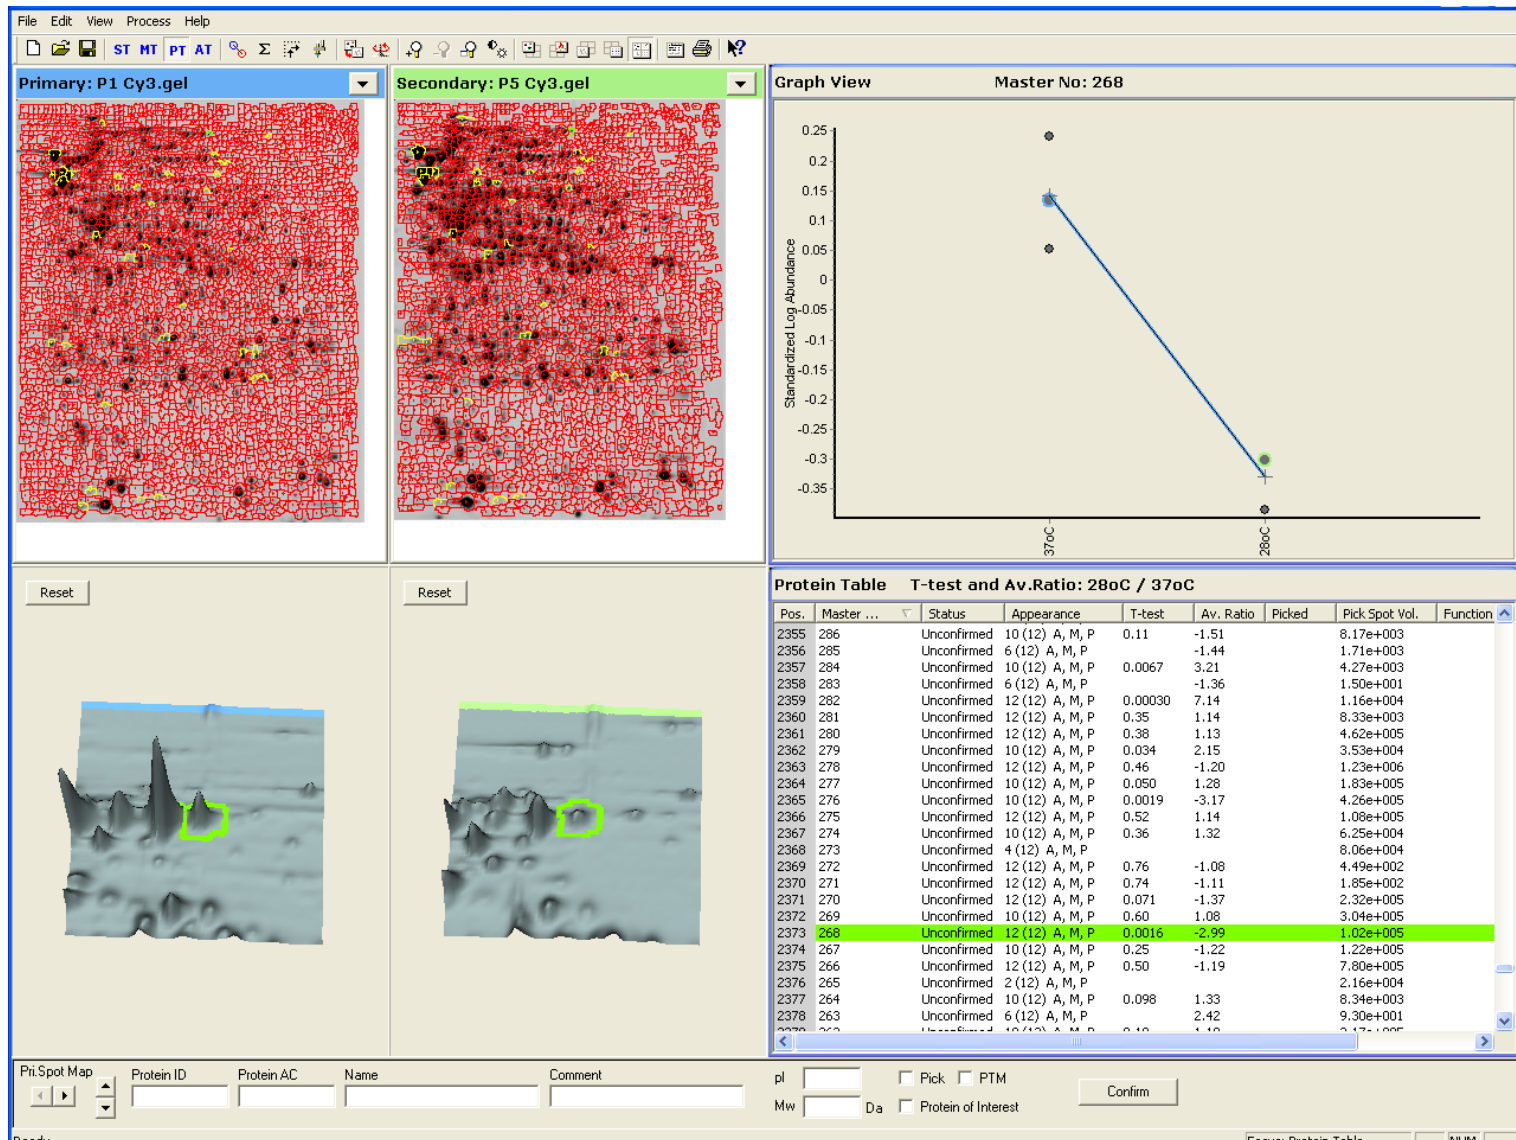 File Edit View Process Help
ST MT PT AT Σ
Primary: P1 Cy3.gel
Secondary: P5 Cy3.gel
Graph View Master No: 268
0.25
0.2
0.15
0.1
0.05
0
-0.05
-0.1
-0.15
-0.2
-0.25
-0.3
-0.35
Standardized Log Abundance
37oC
28oC
Reset
Reset
Protein Table T-test and Av.Ratio: 28oC / 37oC
Pos. Master ... Status Appearance T-test Av. Ratio Picked Pick Spot Vol. Function
2355 286 Unconfirmed 10 (12) A, M, P 0.11 -1.51 8.17e+003
2356 285 Unconfirmed 6 (12) A, M, P -1.44 1.71e+003
2357 284 Unconfirmed 10 (12) A, M, P 0.0067 3.21 4.27e+003
2358 283 Unconfirmed 6 (12) A, M, P -1.36 1.50e+001
2359 282 Unconfirmed 12 (12) A, M, P 0.00030 7.14 1.16e+004
2360 281 Unconfirmed 12 (12) A, M, P 0.35 1.14 8.33e+003
2361 280 Unconfirmed 12 (12) A, M, P 0.38 1.13 4.62e+005
2362 279 Unconfirmed 10 (12) A, M, P 0.034 2.15 3.53e+004
2363 278 Unconfirmed 12 (12) A, M, P 0.46 -1.20 1.23e+006
2364 277 Unconfirmed 10 (12) A, M, P 0.050 1.28 1.83e+005
2365 276 Unconfirmed 10 (12) A, M, P 0.0019 -3.17 4.26e+005
2366 275 Unconfirmed 12 (12) A, M, P 0.52 1.14 1.08e+005
2367 274 Unconfirmed 10 (12) A, M, P 0.36 1.32 6.25e+004
2368 273 Unconfirmed 4 (12) A, M, P 8.06e+004
2369 272 Unconfirmed 12 (12) A, M, P 0.76 -1.08 4.49e+002
2370 271 Unconfirmed 12 (12) A, M, P 0.74 -1.11 1.85e+002
2371 270 Unconfirmed 12 (12) A, M, P 0.071 -1.37 2.32e+005
2372 269 Unconfirmed 10 (12) A, M, P 0.60 1.08 3.04e+005
2373 268 Unconfirmed 12 (12) A, M, P 0.0016 -2.99 1.02e+005
2374 267 Unconfirmed 10 (12) A, M, P 0.25 -1.22 1.22e+005
2375 266 Unconfirmed 12 (12) A, M, P 0.50 -1.19 7.80e+005
2376 265 Unconfirmed 2 (12) A, M, P 2.16e+004
2377 264 Unconfirmed 10 (12) A, M, P 0.098 1.33 8.34e+003
2378 263 Unconfirmed 6 (12) A, M, P 2.42 9.30e+001
Pri.Spot Map Protein ID Protein AC Name Comment pI Pick PTM
Confirm
Mw Da Protein of Interest